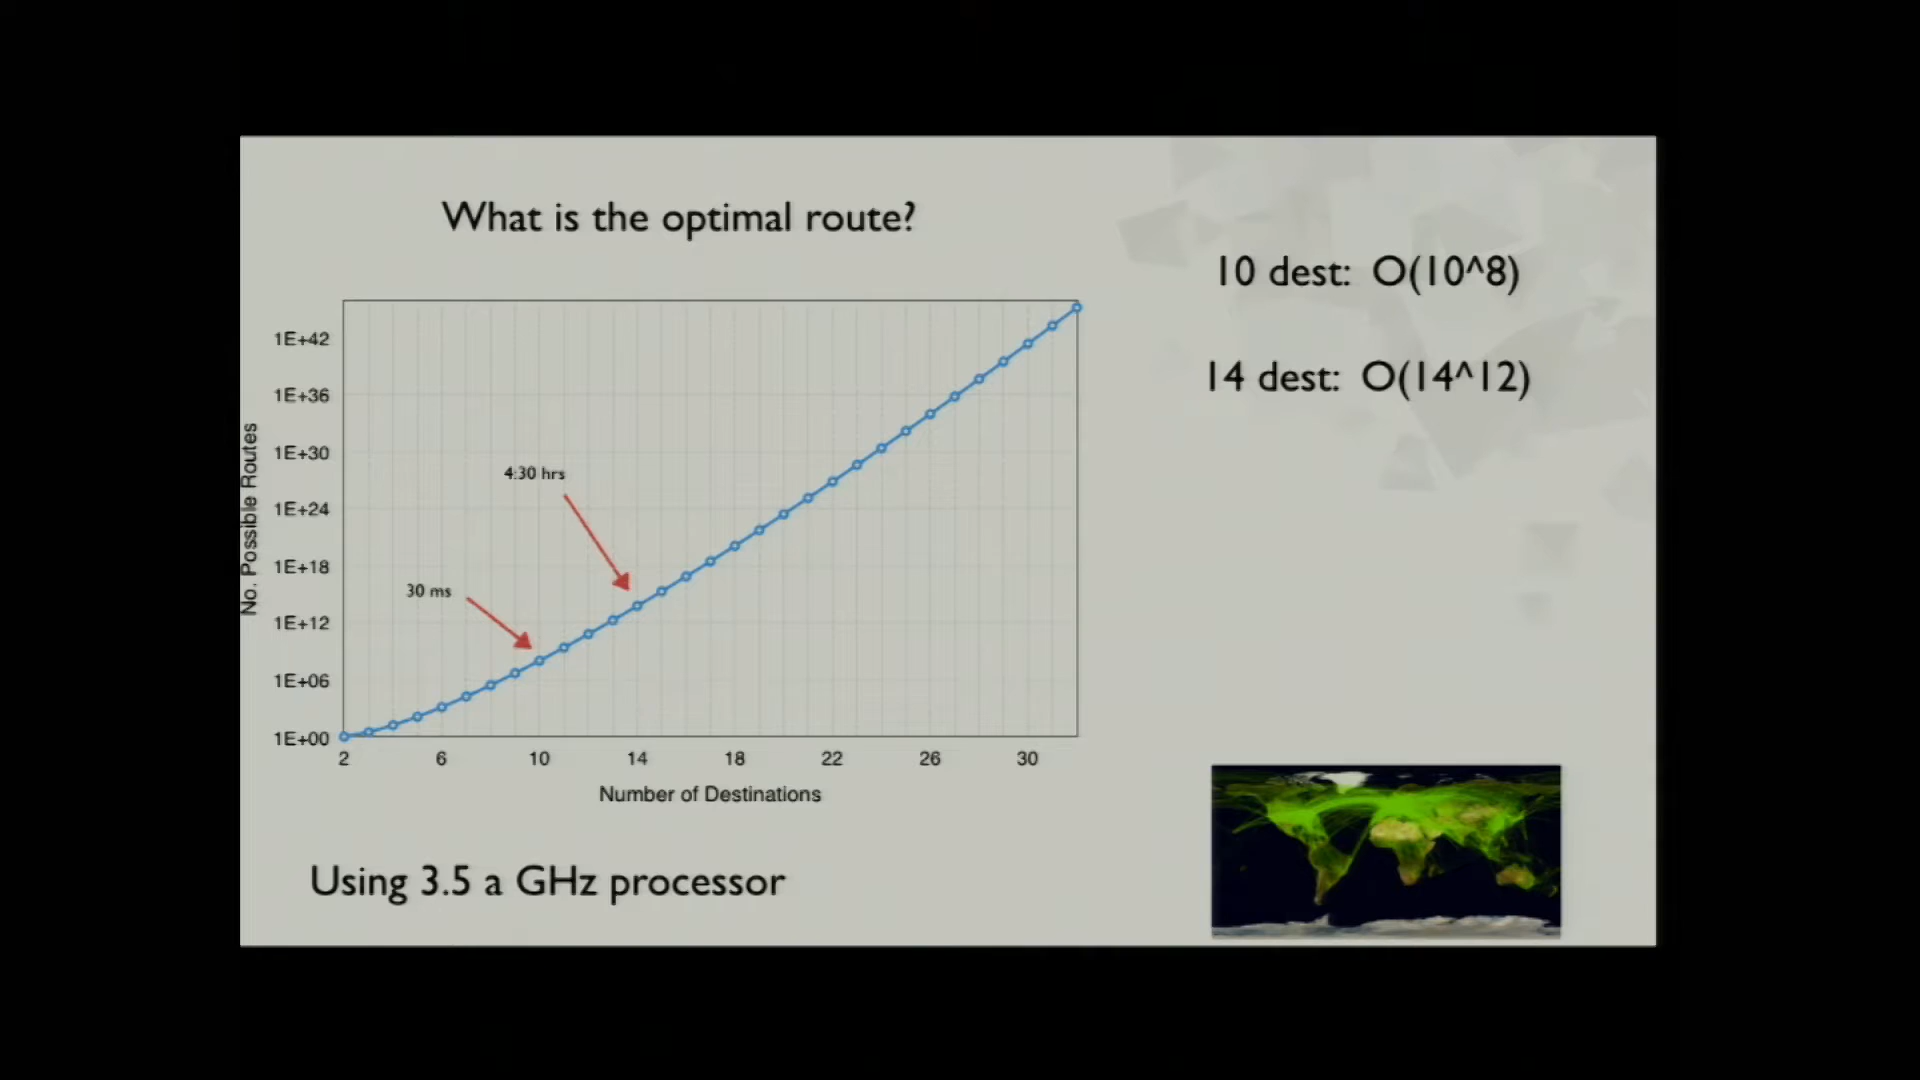 What is the optimal route?
10 dest: O(10^8)
14 dest: O(14^12)
No. Possible Routes
1E+42
1E+36
1E+30
1E+24
1E+18
1E+12
1E+06
1E+00
4:30 hrs
30 ms
2 6 10 14 18 22 26 30
Number of Destinations
Using 3.5 a GHz processor